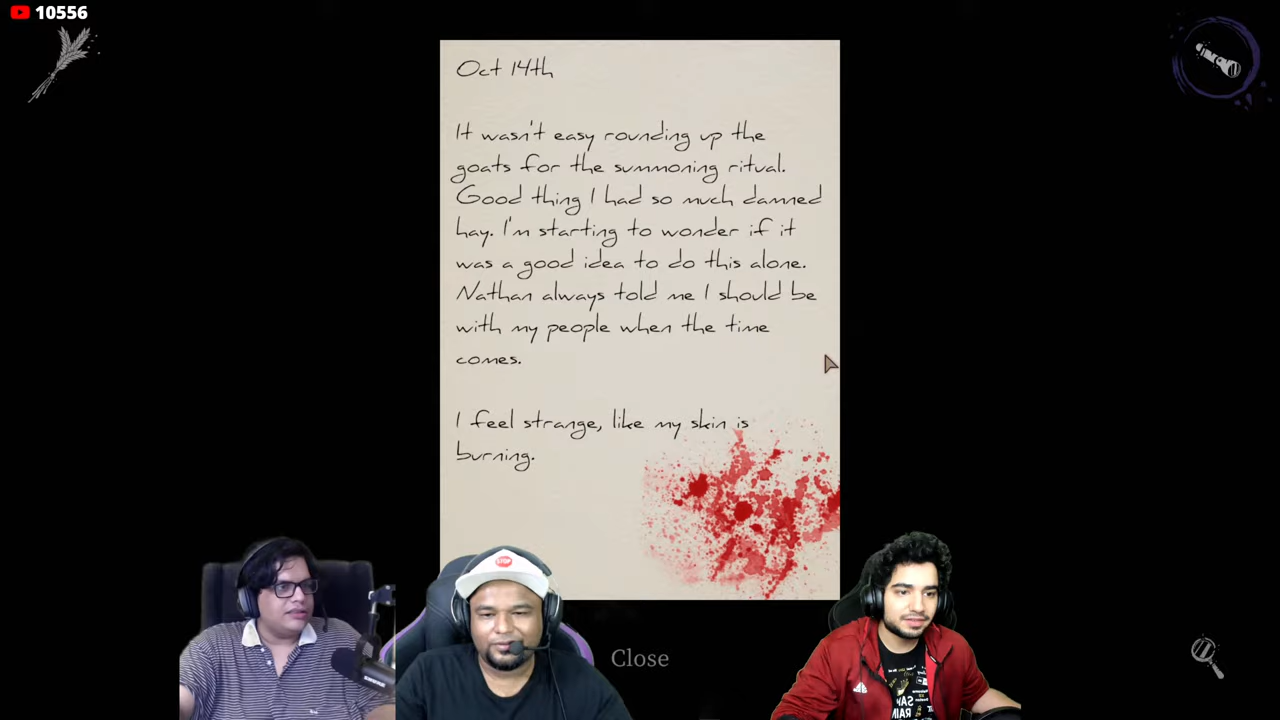 10556
Oct 14th
It wasn't easy rounding up the
goats for the summoning ritual.
Good thing I had so much damned
hay. I'm starting to wonder if it
was a good idea to do this alone.
Nathan always told me I should be
with my people when the time
comes.
I feel strange, like my skin is
burning.
STOP
Close